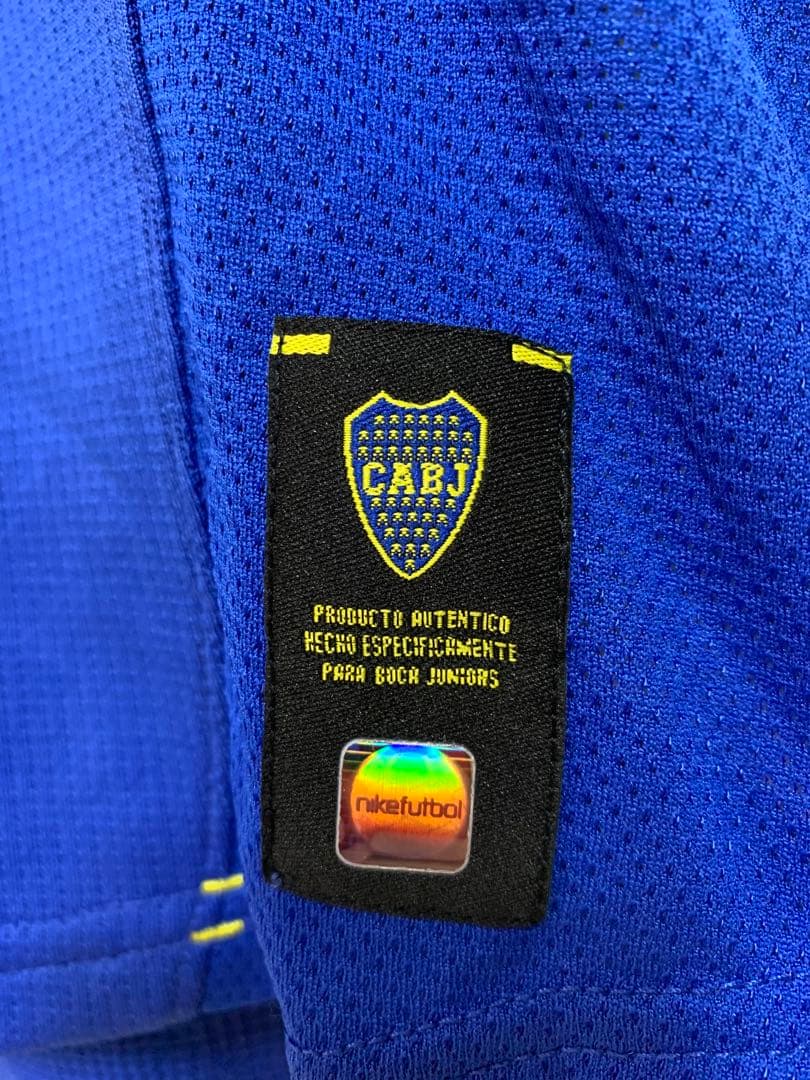 CABJ
PRODUCTO AUTENTICO
HECHO ESPECIFICAMENTE
PARA BOCA JUNIORS
nikefutbol